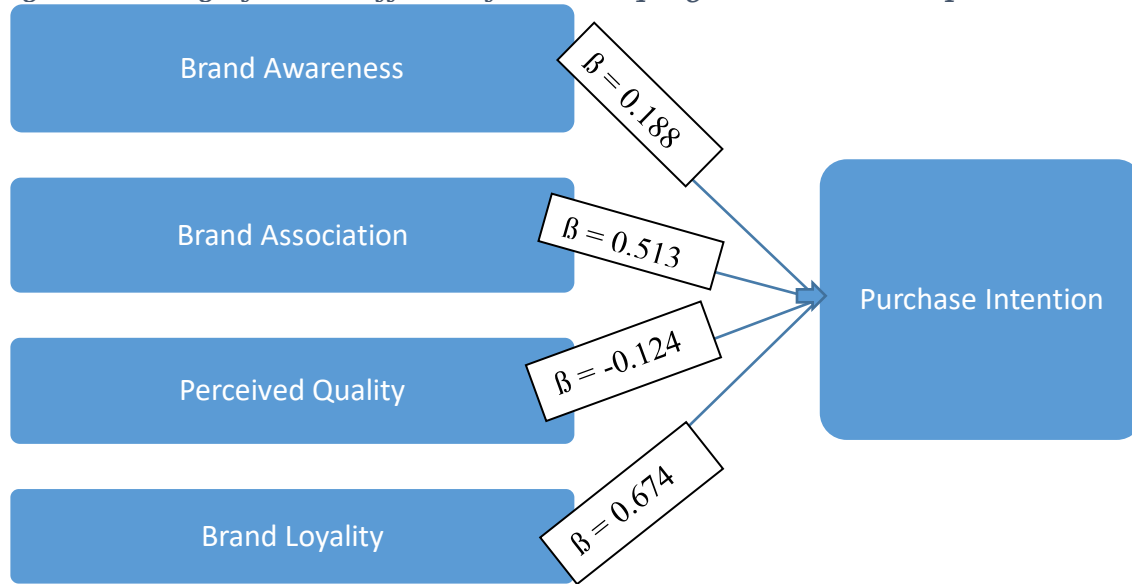 Brand Awareness
ß = 0.188
Brand Association
ß = 0.513
Purchase Intention
Perceived Quality
ß = -0.124
Brand Loyality
ß = 0.674